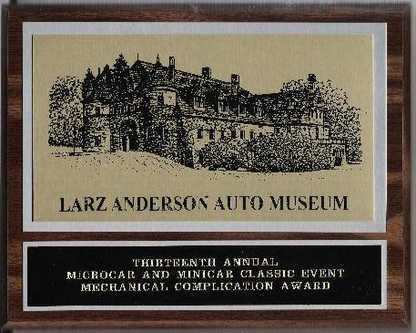 LARZ ANDERSON AUTO MUSEUM
THIRTEENTH ANNUAL
MICROCAR AND MINICAR CLASSIC EVENT
MECHANICAL COMPLICATION AWARD